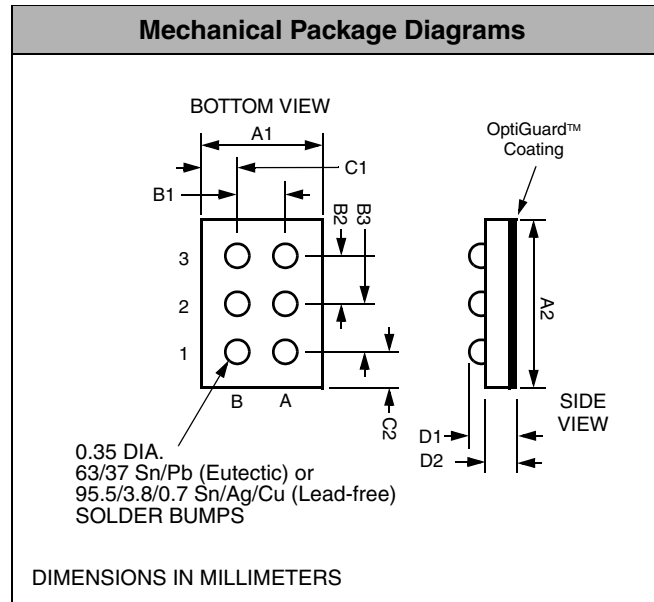 Mechanical Package Diagrams
BOTTOM VIEW
A1
C1
B1
B2
B3
3
2
1
B
A
C2
OptiGuard™
Coating
A2
SIDE
VIEW
D1
D2
0.35 DIA.
63/37 Sn/Pb (Eutectic) or
95.5/3.8/0.7 Sn/Ag/Cu (Lead-free)
SOLDER BUMPS
DIMENSIONS IN MILLIMETERS